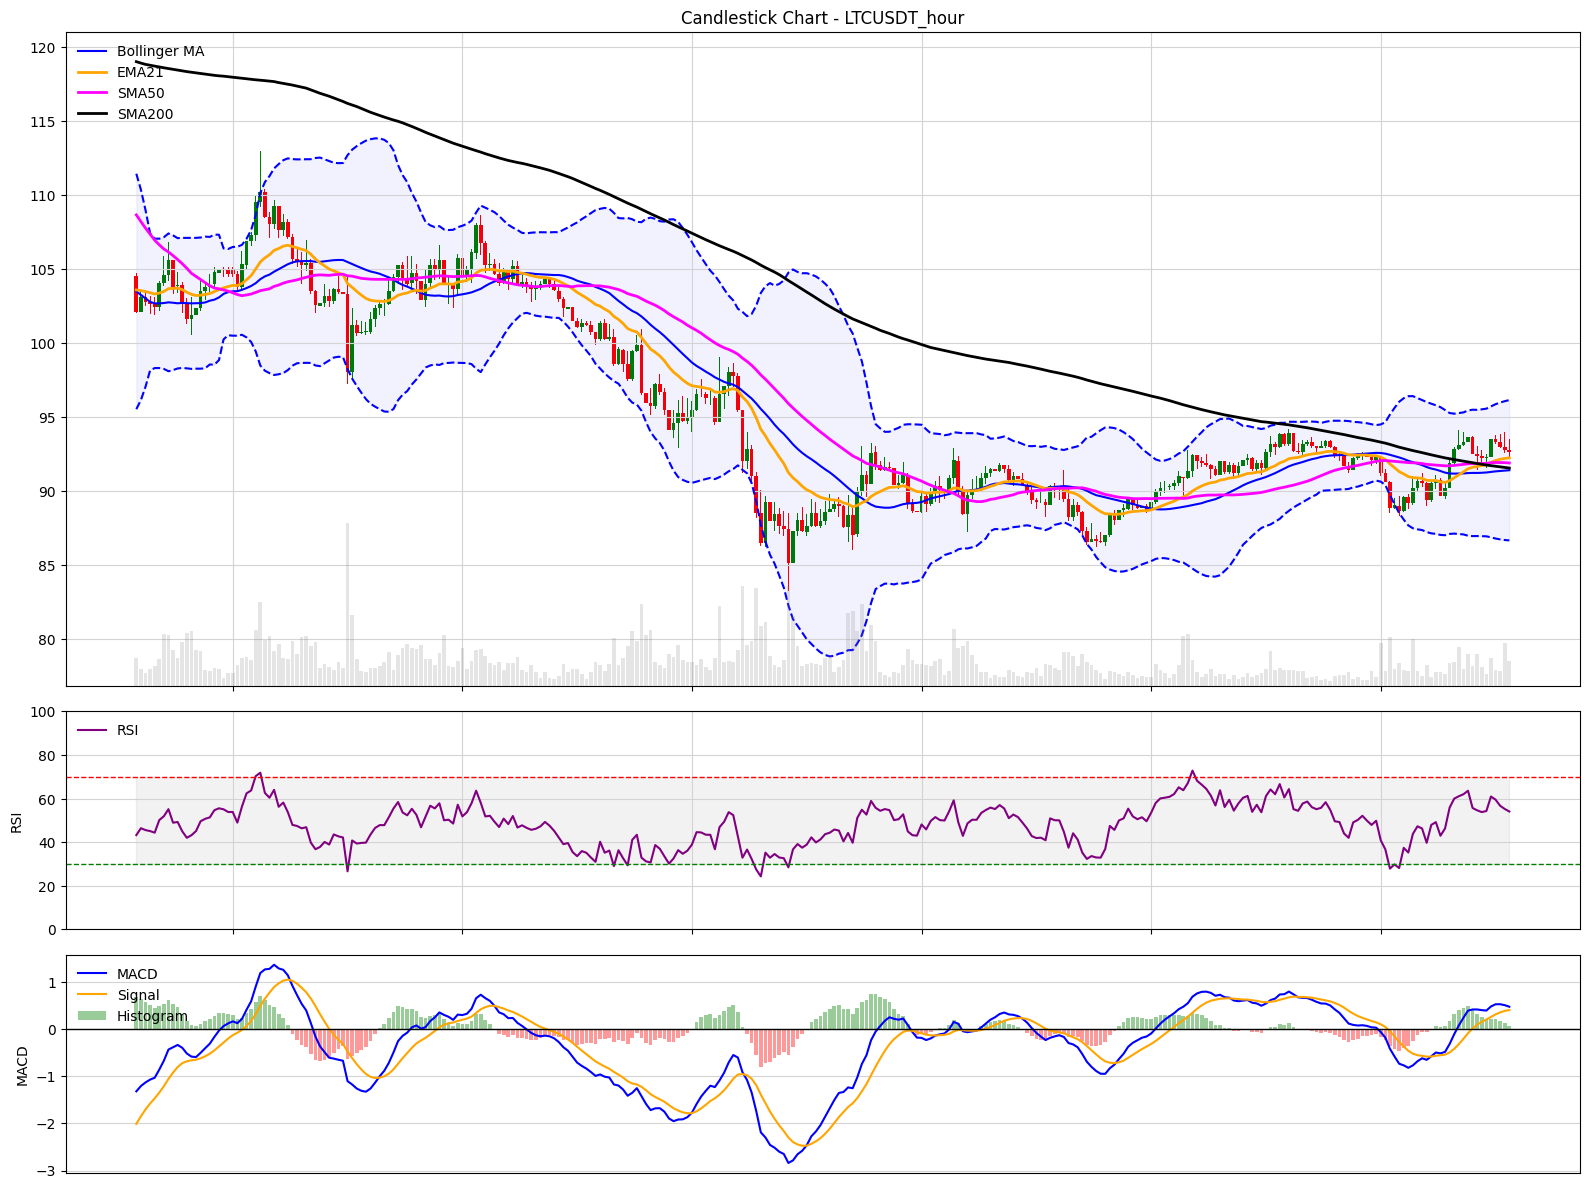 Candlestick Chart - LTCUSDT_hour
120
115
110
105
100
95
90
85
80
Bollinger MA
EMA21
SMA50
SMA200
100
80
60
40
20
0
RSI
RSI
1
0
−1
−2
−3
MACD
MACD
Signal
Histogram